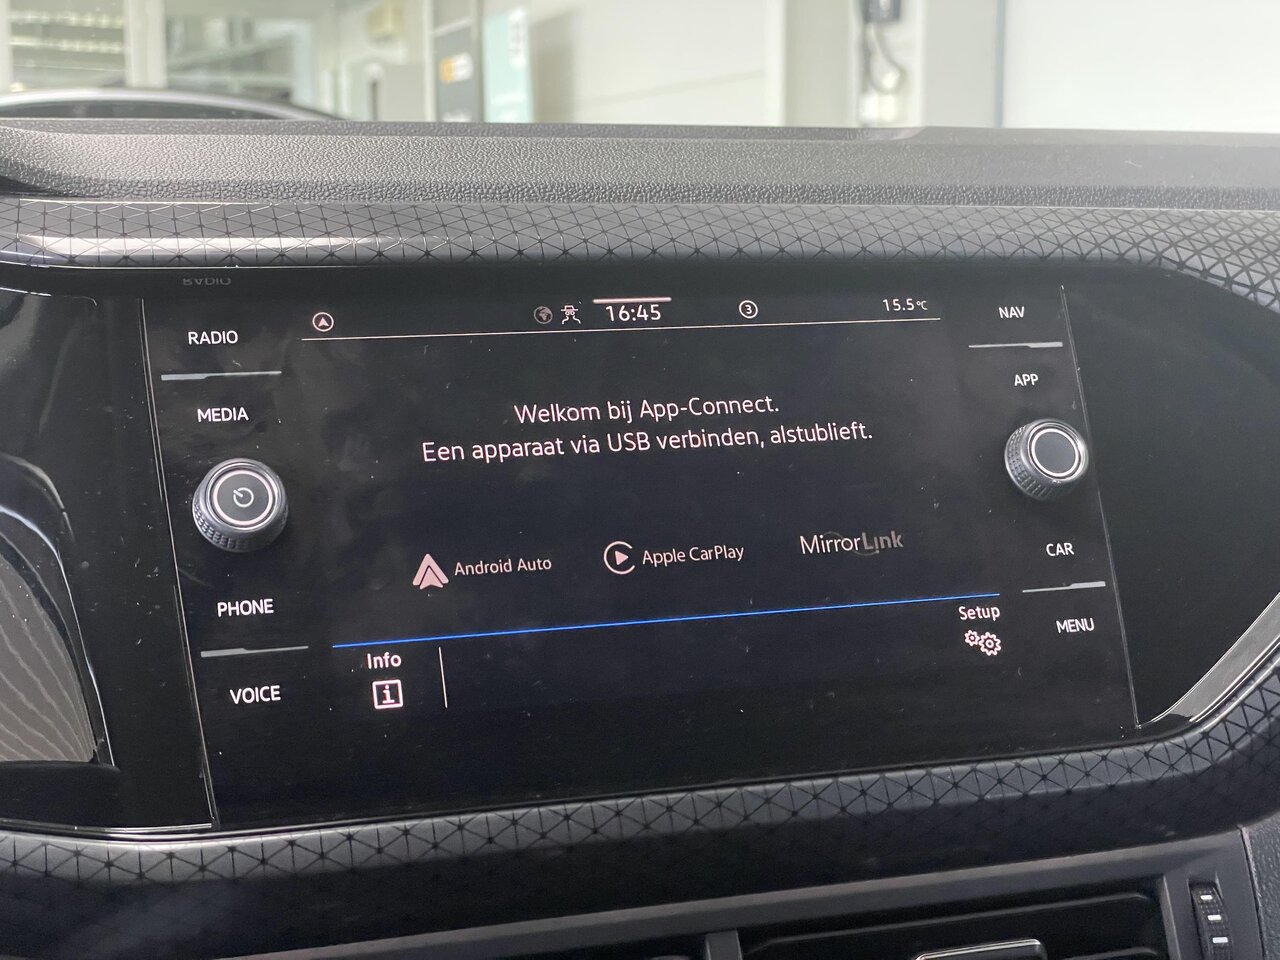 RADIO
MEDIA
PHONE
VOICE
16:45
3
15.5°C
Welkom bij App-Connect.
Een apparaat via USB verbinden, alstublieft.
Android Auto
Apple CarPlay
MirrorLink
Info
i
Setup
NAV
APP
CAR
MENU